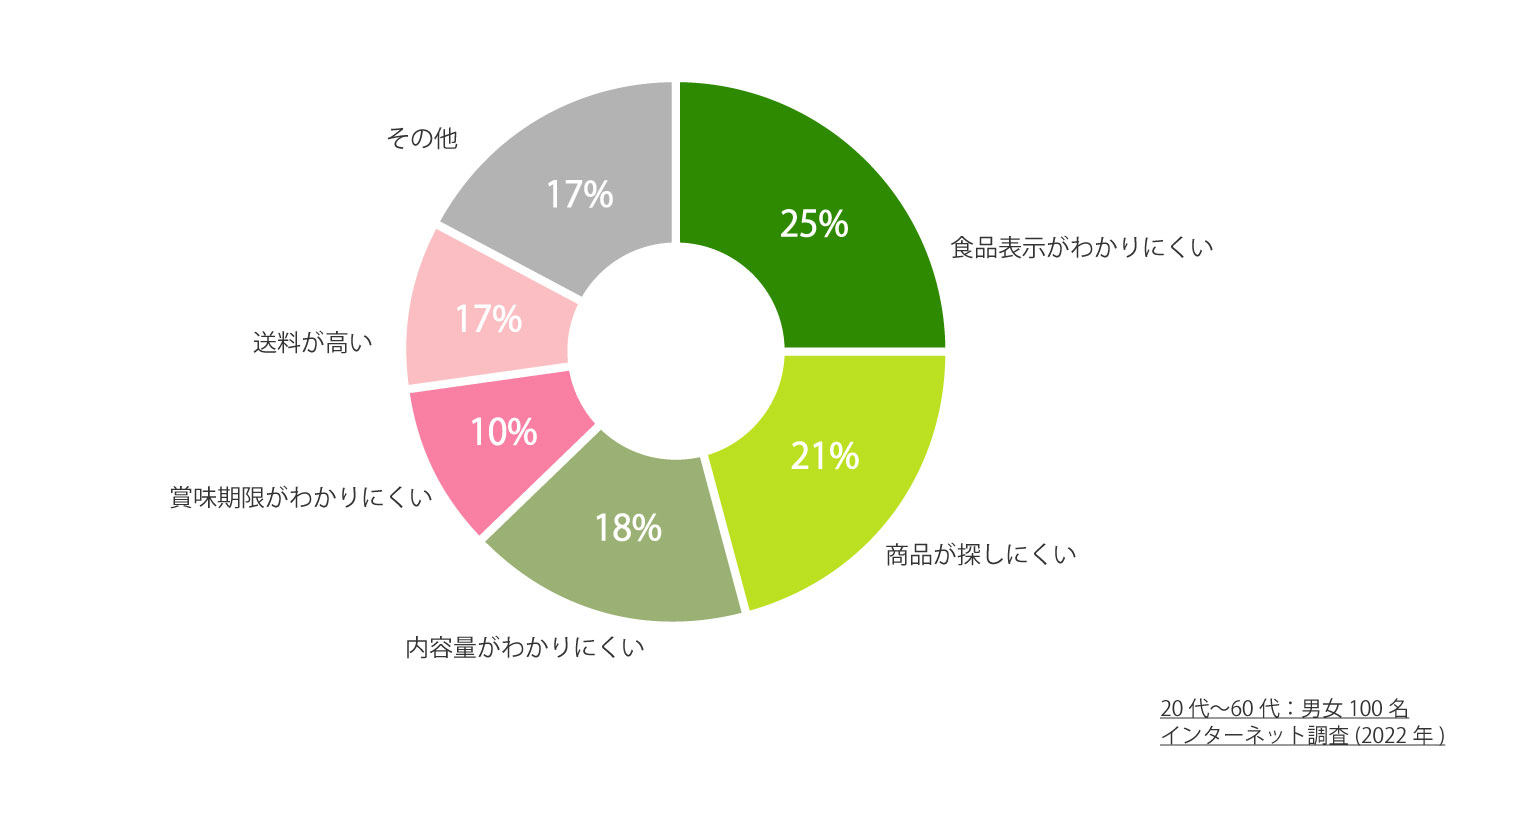 その他
17%
25%
食品表示がわかりにくい
17%
送料が高い
10%
21%
賞味期限がわかりにくい
18%
商品が探しにくい
内容量がわかりにくい
20代〜60代：男女100名
インターネット調査(2022年)